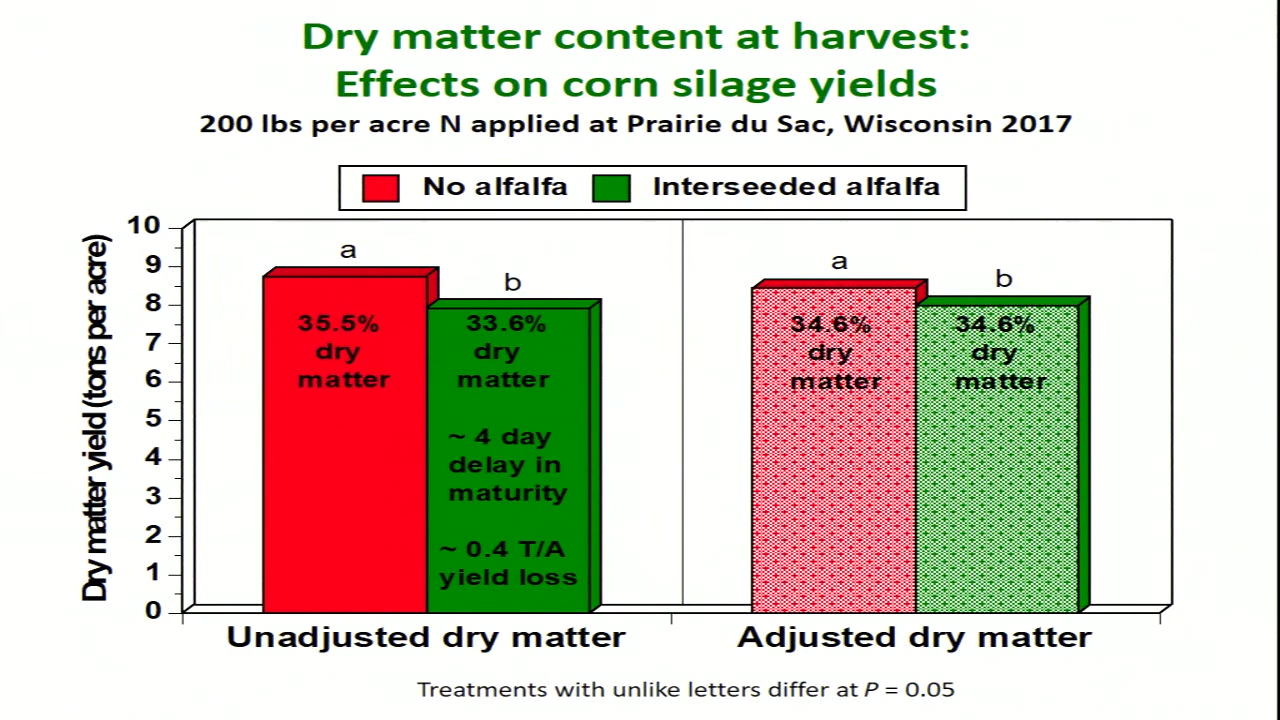 Dry matter content at harvest:
Effects on corn silage yields
200 lbs per acre N applied at Prairie du Sac, Wisconsin 2017
No alfalfa
Interseeded alfalfa
Dry matter yield (tons per acre)
10
9
8
7
6
5
4
3
2
1
0
a
35.5%
dry
matter
b
33.6%
dry
matter
~ 4 day
delay in
maturity
~ 0.4 T/A
yield loss
a
34.6%
dry
matter
b
34.6%
dry
matter
Unadjusted dry matter
Adjusted dry matter
Treatments with unlike letters differ at P = 0.05